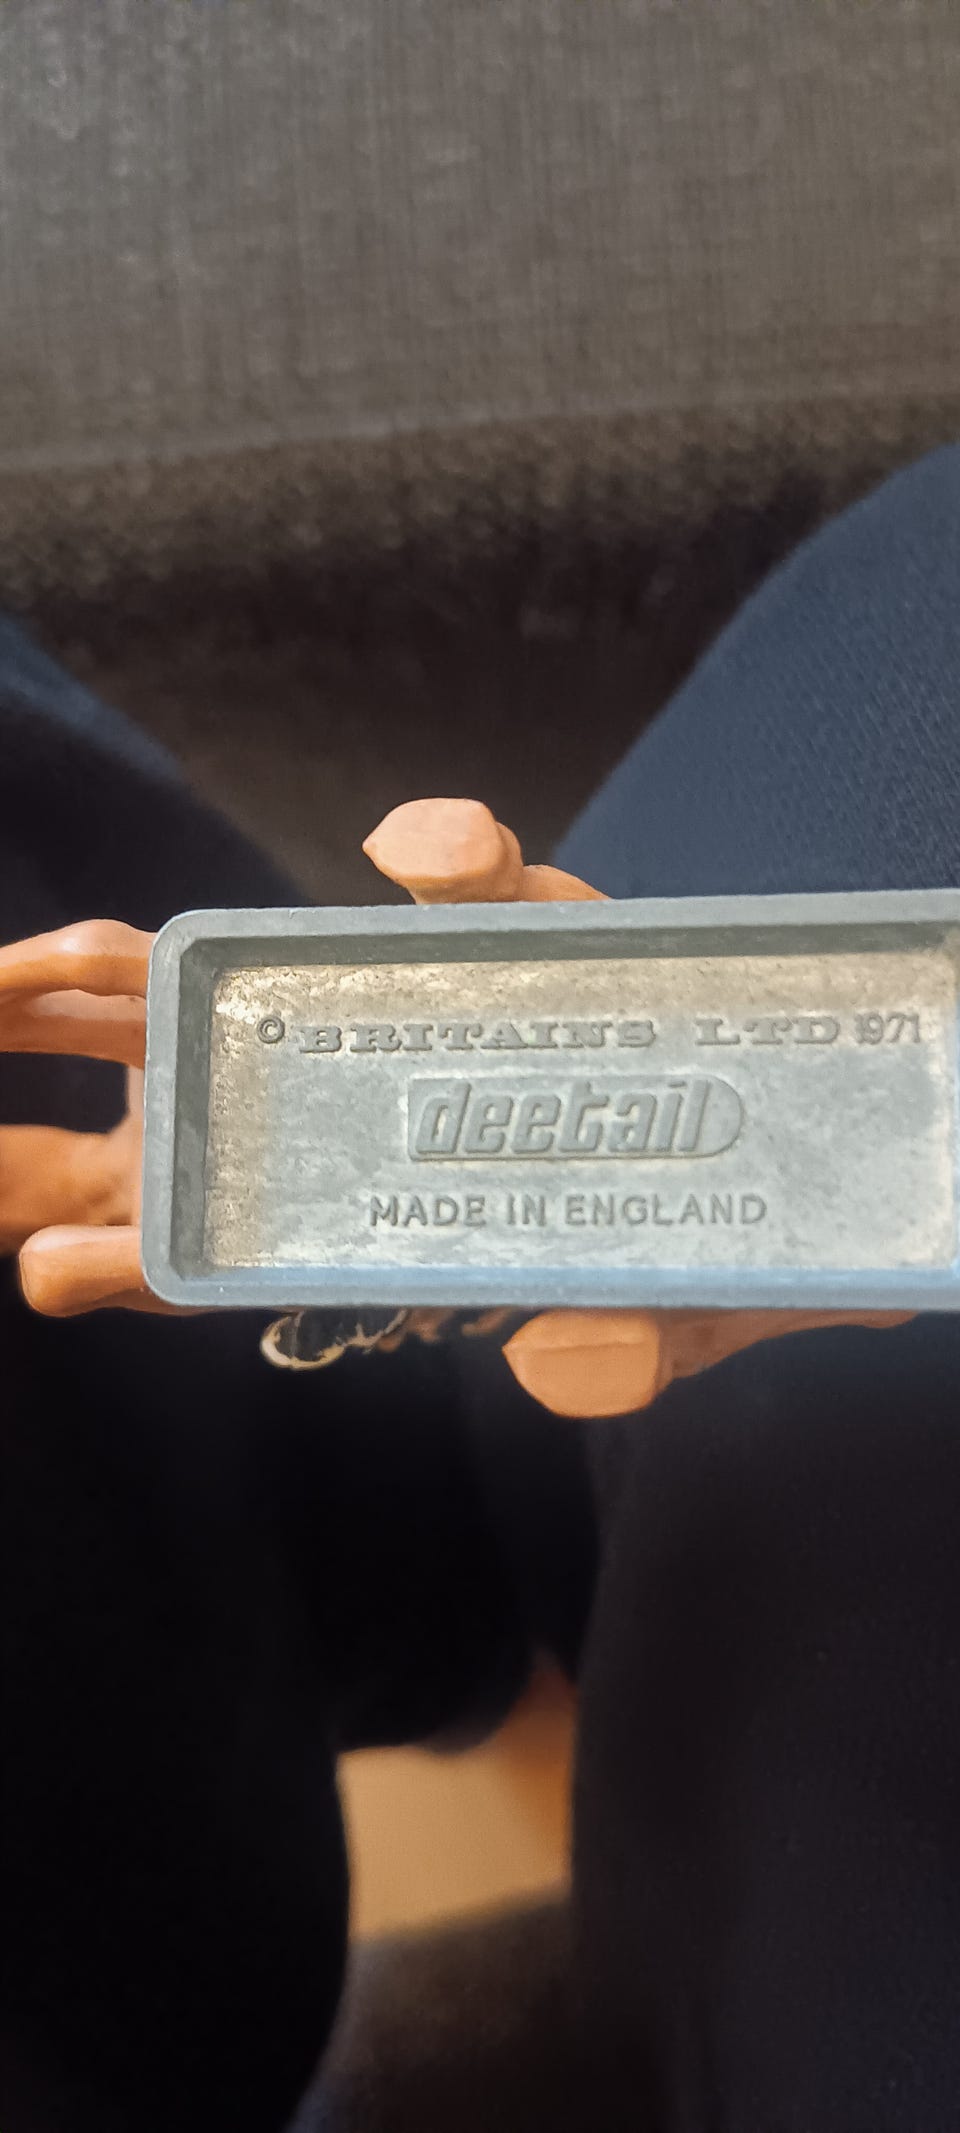 © BRITAINS LTD 1971
deetail
MADE IN ENGLAND